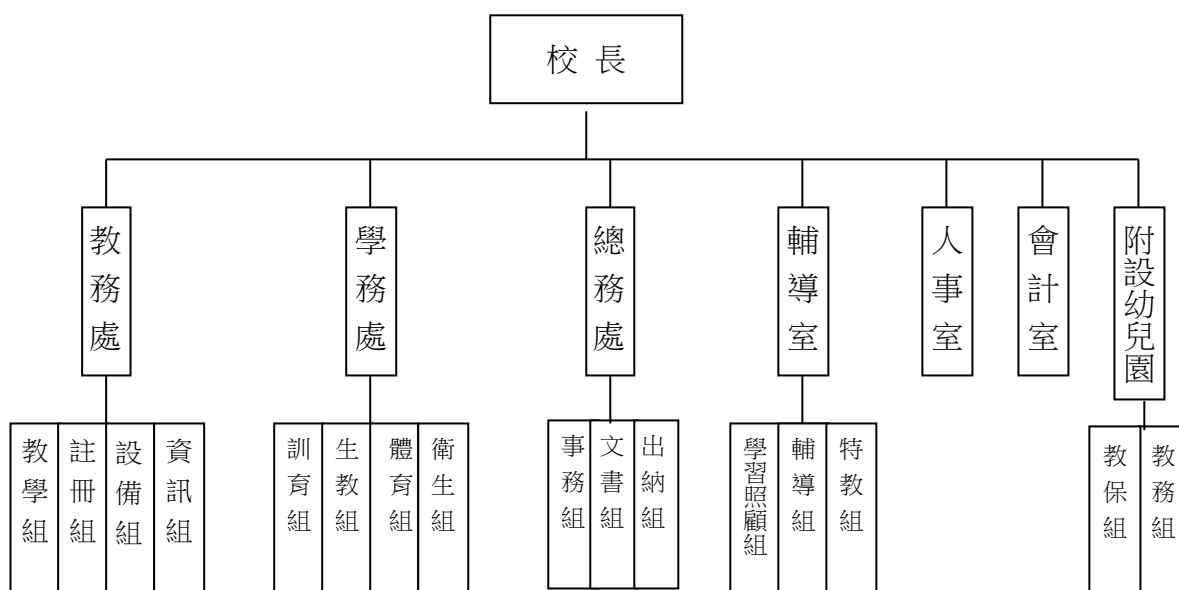 校長
教務處
學務處
總務處
輔導室
人事室
會計室
附設幼兒園
教學組
註冊組
設備組
資訊組
訓育組
生教組
體育組
衛生組
事務組
文書組
出納組
學習照顧組
輔導組
特教組
教保組
教務組